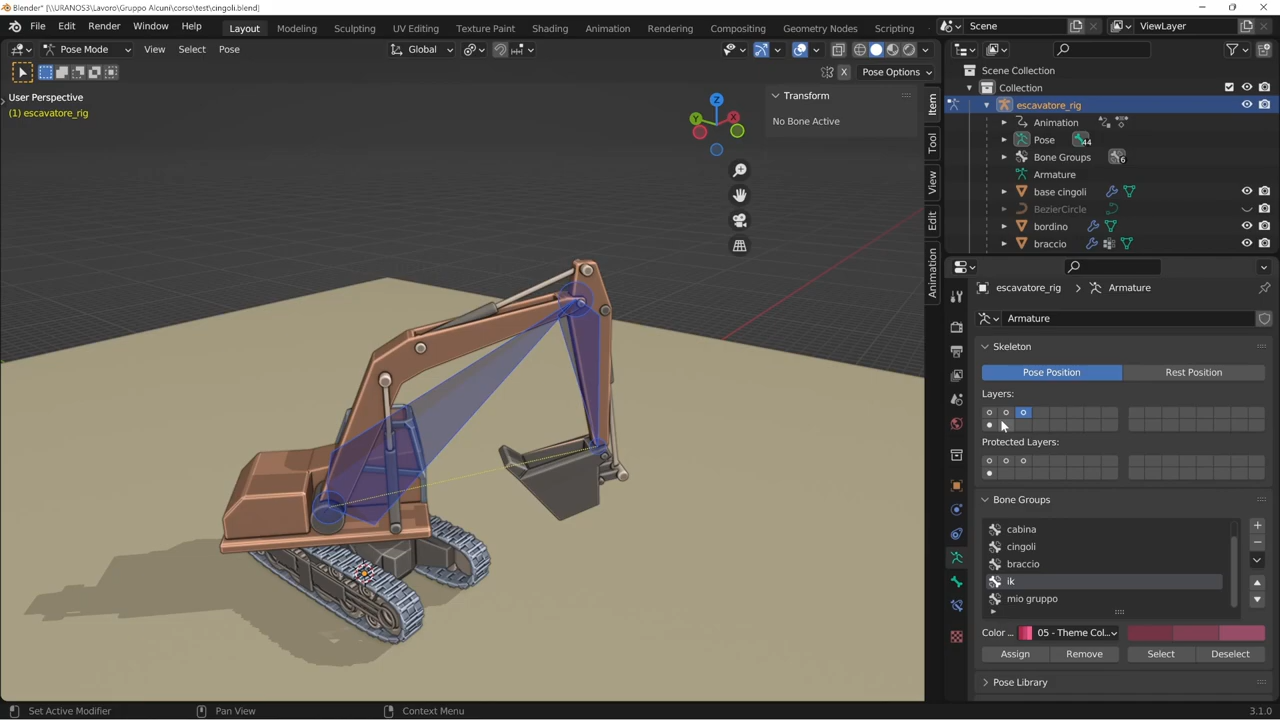 Blender* [\\URANOS3\Lavoro\Gruppo Alcuni\corso\test\cingoli.blend]
File Edit Render Window Help Layout Modeling Sculpting UV Editing Texture Paint Shading Animation Rendering Compositing Geometry Nodes Scripting Scene ViewLayer
Pose Mode View Select Pose Global
X Pose Options
User Perspective
(1) escavatore_rig
Transform
No Bone Active
Z
Y
X
Item
Tool
View
Edit
Animation
Scene Collection
Collection
escavatore_rig
Animation
Pose 44
Bone Groups 6
Armature
base cingoli
BezierCircle
bordino
braccio
escavatore_rig > Armature
Armature
Skeleton
Pose Position Rest Position
Layers:
Protected Layers:
Bone Groups
cabina
cingoli
braccio
ik
mio gruppo
Color ... 05 - Theme Col...
Assign Remove Select Deselect
Pose Library
Set Active Modifier Pan View Context Menu 3.1.0